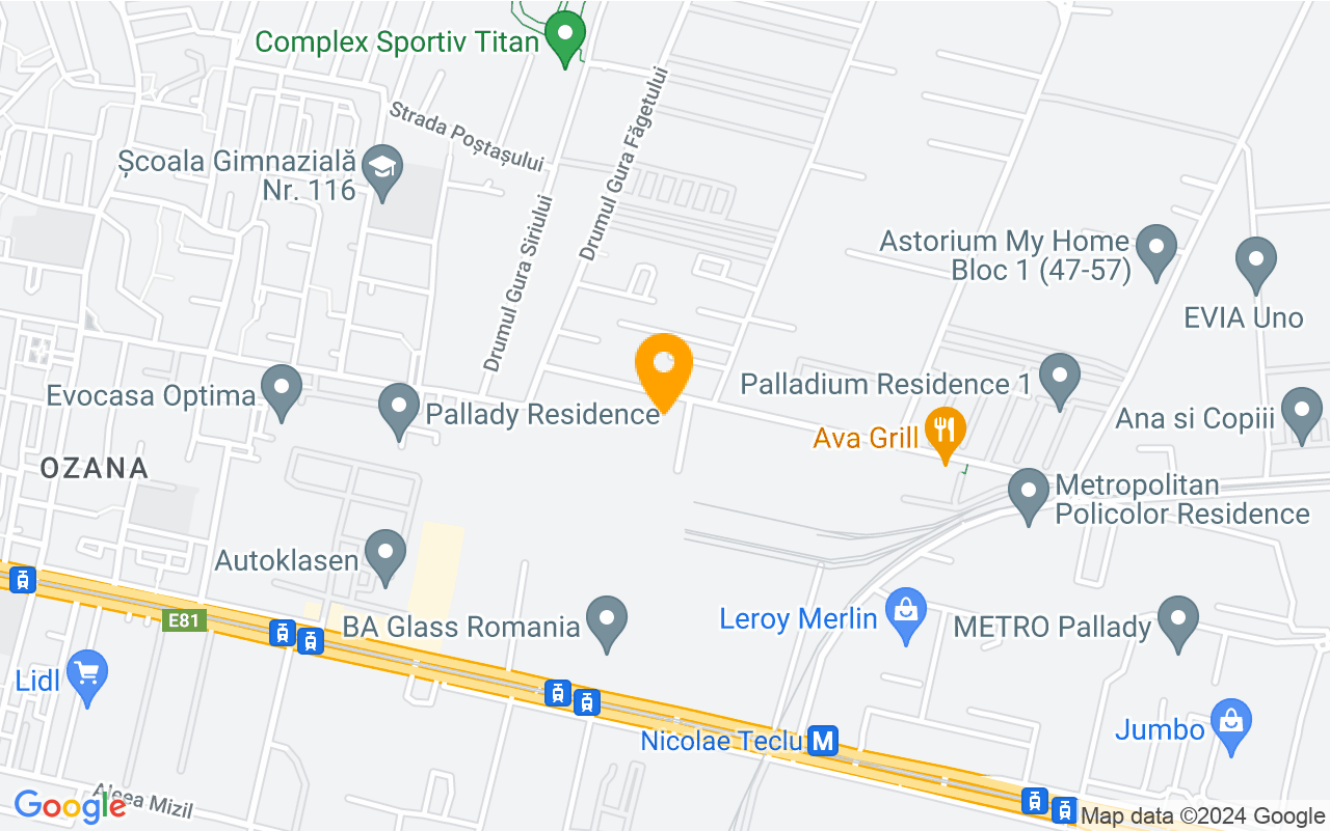 Complex Sportiv Titan
Strada Poștașului
Drumul Gura Făgetului
Școala Gimnazială
Nr. 116
Drumul Gura Siriului
Astorium My Home
Bloc 1 (47-57)
EVIA Uno
Evocasa Optima
Pallady Residence
Palladium Residence 1
Ana si Copiii
Ava Grill
OZANA
Metropolitan
Policolor Residence
Autoklasen
E81
BA Glass Romania
Leroy Merlin
METRO Pallady
Lidl
Nicolae Teclu M
Jumbo
Aleea Mizil
Google
Map data ©2024 Google